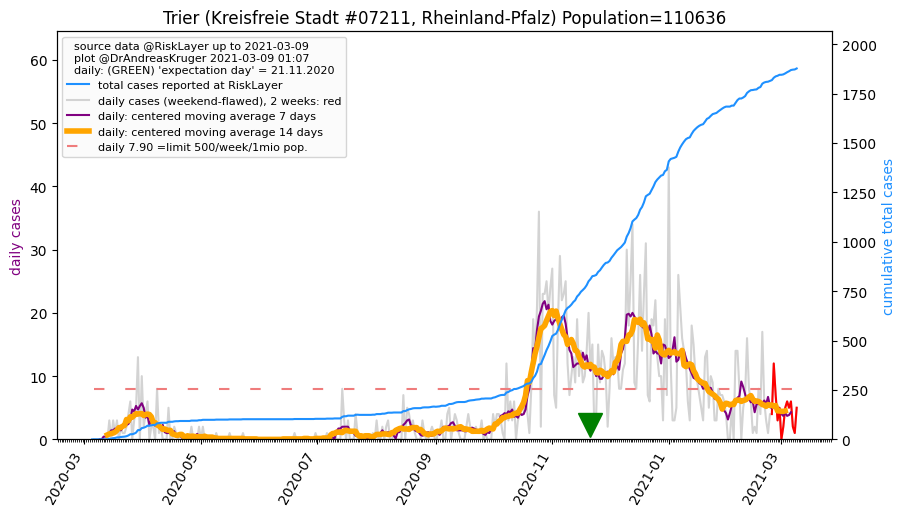 Trier (Kreisfreie Stadt #07211, Rheinland-Pfalz) Population=110636
source data @RiskLayer up to 2021-03-09
plot @DrAndreasKruger 2021-03-09 01:07
daily: (GREEN) 'expectation day' = 21.11.2020
total cases reported at RiskLayer
daily cases (weekend-flawed), 2 weeks: red
daily: centered moving average 7 days
daily: centered moving average 14 days
daily 7.90 =limit 500/week/1mio pop.
daily cases
60
50
40
30
20
10
0
cumulative total cases
2000
1750
1500
1250
1000
750
500
250
0
2020-03
2020-05
2020-07
2020-09
2020-11
2021-01
2021-03